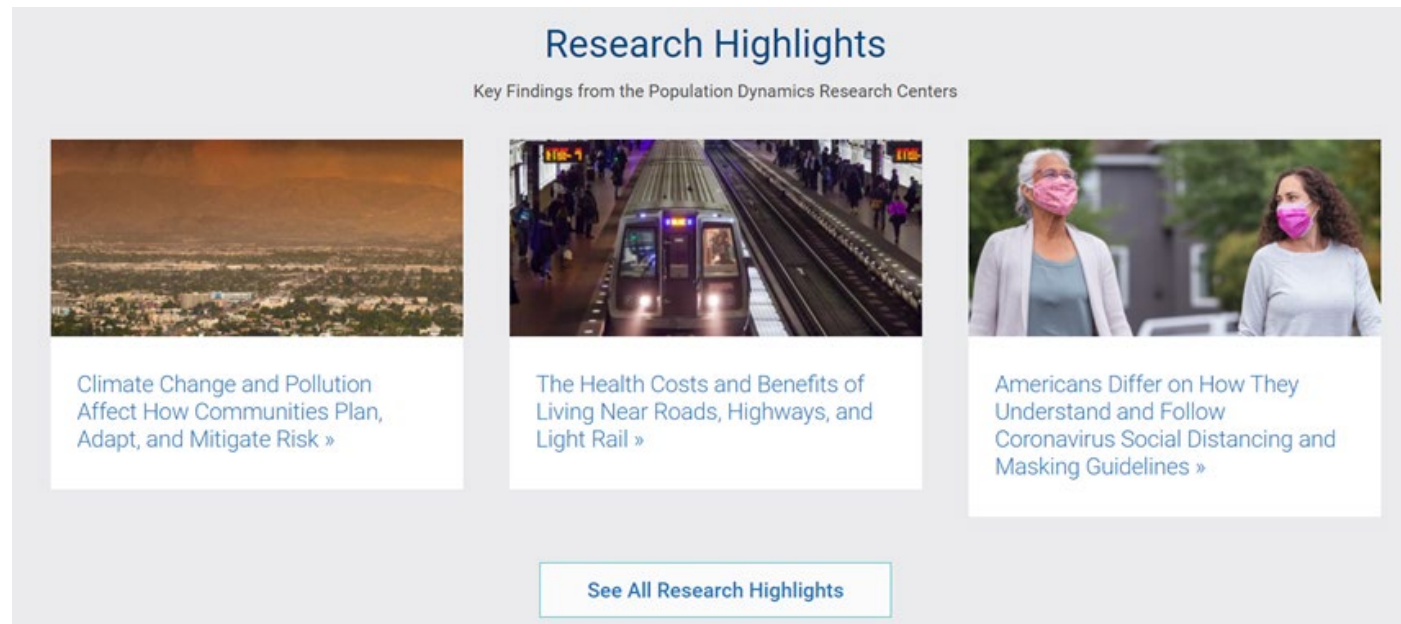 Research Highlights
Key Findings from the Population Dynamics Research Centers
Climate Change and Pollution
Affect How Communities Plan,
Adapt, and Mitigate Risk »
The Health Costs and Benefits of
Living Near Roads, Highways, and
Light Rail »
Americans Differ on How They
Understand and Follow
Coronavirus Social Distancing and
Masking Guidelines »
See All Research Highlights